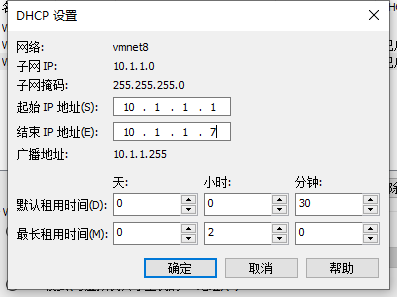 DHCP 设置
网络: vmnet8
子网 IP: 10.1.1.0
子网掩码: 255.255.255.0
起始 IP 地址(S): 10 . 1 . 1 . 1
结束 IP 地址(E): 10 . 1 . 1 . 7
广播地址: 10.1.1.255
天: 小时: 分钟:
默认租用时间(D): 0 0 30
最长租用时间(M): 0 2 0
确定 取消 帮助